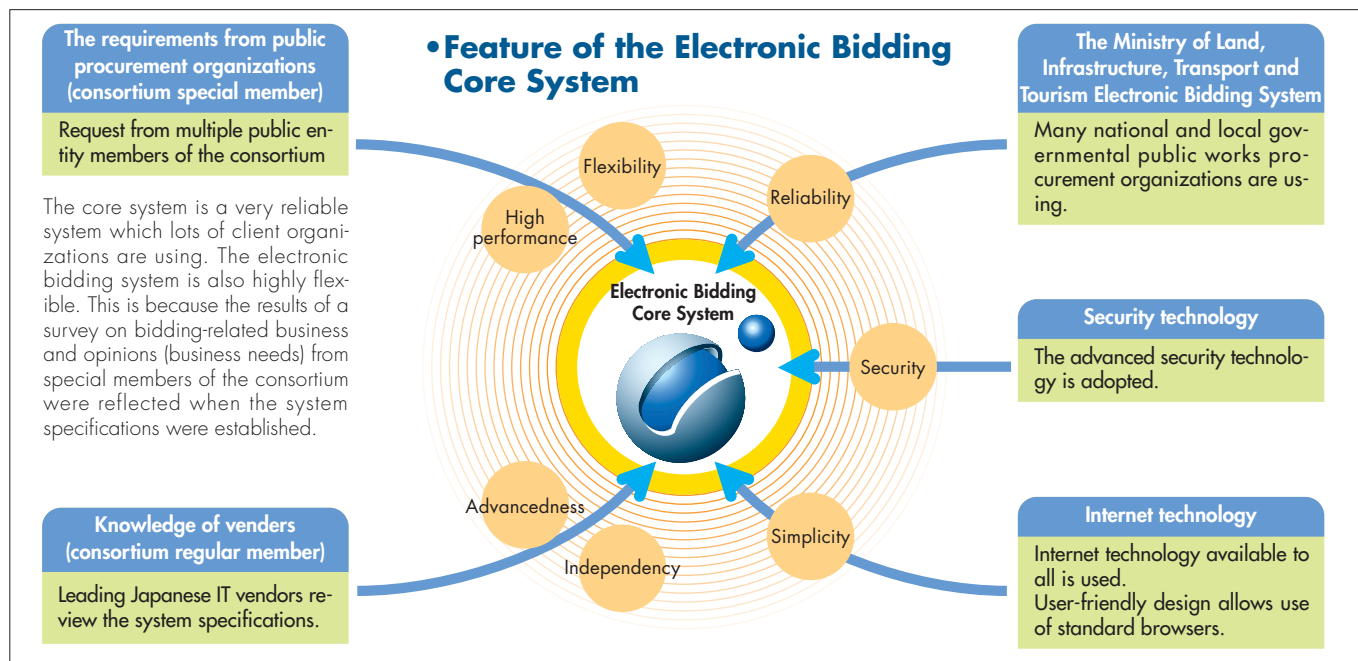 •Feature of the Electronic Bidding
Core System
The requirements from public
procurement organizations
(consortium special member)
Request from multiple public en-
tity members of the consortium
The core system is a very reliable
system which lots of client organi-
zations are using. The electronic
bidding system is also highly flex-
ible. This is because the results of a
survey on bidding-related business
and opinions (business needs) from
special members of the consortium
were reflected when the system
specifications were established.
Knowledge of venders
(consortium regular member)
Leading Japanese IT vendors re-
view the system specifications.
Flexibility
High
performance
Reliability
Electronic Bidding
Core System
Security
Advancedness
Independency
Simplicity
The Ministry of Land,
Infrastructure, Transport and
Tourism Electronic Bidding System
Many national and local gov-
ernmental public works pro-
curement organizations are us-
ing.
Security technology
The advanced security technolo-
gy is adopted.
Internet technology
Internet technology available to
all is used.
User-friendly design allows use
of standard browsers.